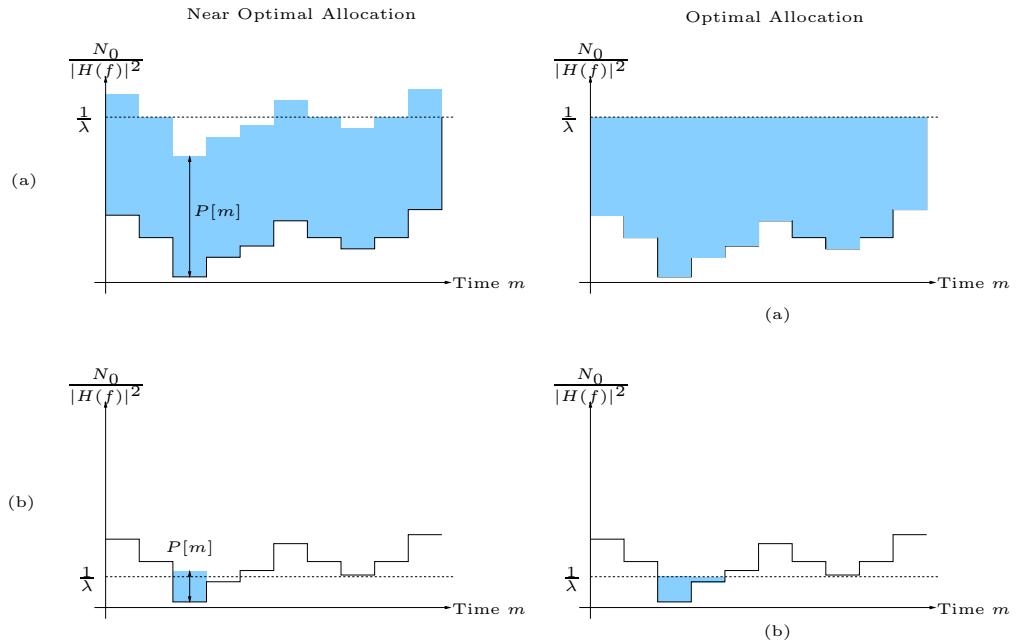 Near Optimal Allocation
Optimal Allocation
N₀
|H(f)|²
N₀
|H(f)|²
1
λ
1
λ
(a)
P[m]
Time m
Time m
(a)
N₀
|H(f)|²
N₀
|H(f)|²
(b)
P[m]
1
λ
1
λ
Time m
Time m
(b)